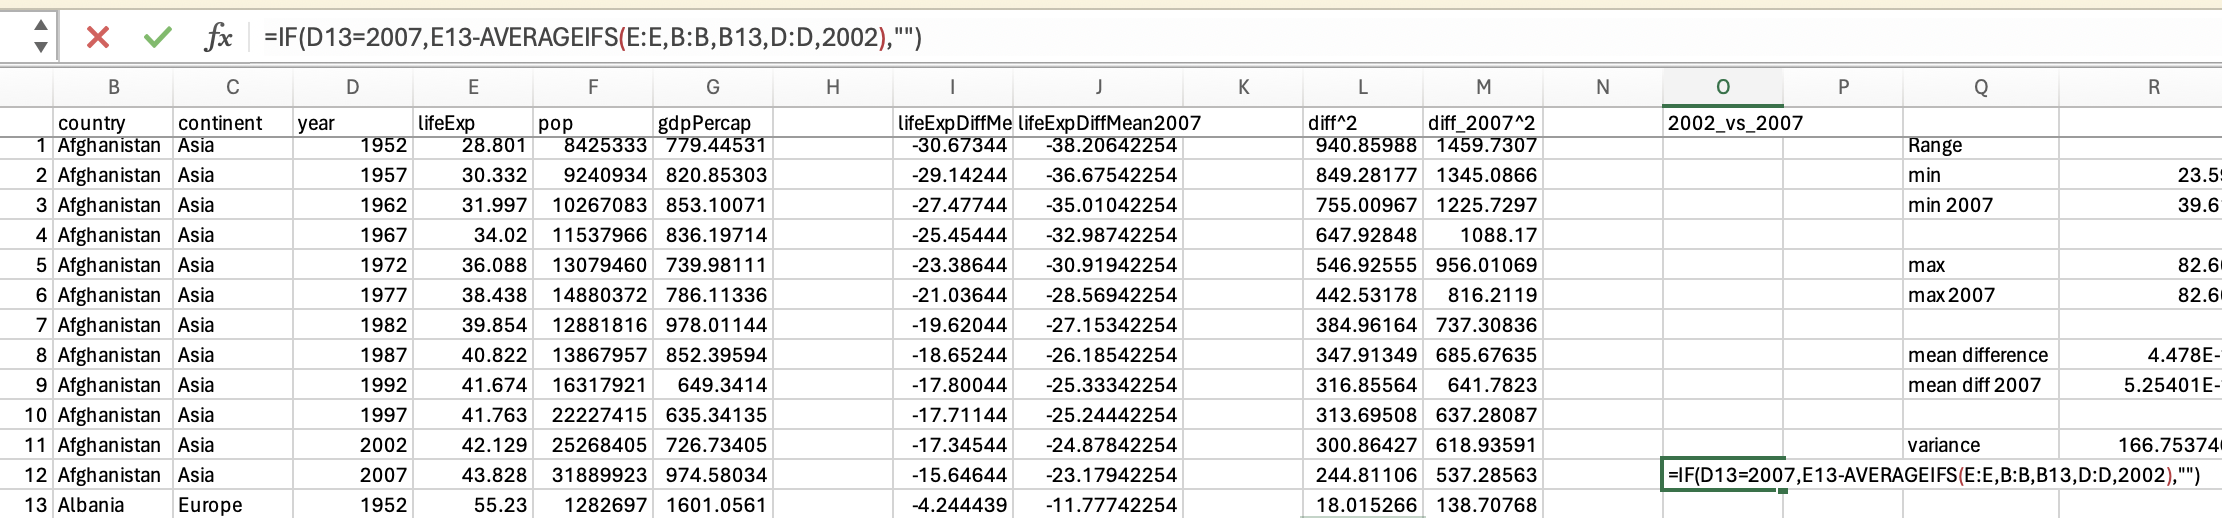 fx =IF(D13=2007,E13-AVERAGEIFS(E:E,B:B,B13,D:D,2002),"")
B C D E F G H I J K L M N O P Q R
country continent year lifeExp pop gdpPercap lifeExpDiffMe lifeExpDiffMean2007 diff^2 diff_2007^2 2002_vs_2007
1 Afghanistan Asia 1952 28.801 8425333 779.44531 -30.67344 -38.20642254 940.85988 1459.7307 Range
2 Afghanistan Asia 1957 30.332 9240934 820.85303 -29.14244 -36.67542254 849.28177 1345.0866 min 23.59
3 Afghanistan Asia 1962 31.997 10267083 853.10071 -27.47744 -35.01042254 755.00967 1225.7297 min 2007 39.6
4 Afghanistan Asia 1967 34.02 11537966 836.19714 -25.45444 -32.98742254 647.92848 1088.17
5 Afghanistan Asia 1972 36.088 13079460 739.98111 -23.38644 -30.91942254 546.92555 956.01069 max 82.6
6 Afghanistan Asia 1977 38.438 14880372 786.11336 -21.03644 -28.56942254 442.53178 816.2119 max 2007 82.6
7 Afghanistan Asia 1982 39.854 12881816 978.01144 -19.62044 -27.15342254 384.96164 737.30836
8 Afghanistan Asia 1987 40.822 13867957 852.39594 -18.65244 -26.18542254 347.91349 685.67635 mean difference 4.478E-
9 Afghanistan Asia 1992 41.674 16317921 649.3414 -17.80044 -25.33342254 316.85564 641.7823 mean diff 2007 5.25401E-
10 Afghanistan Asia 1997 41.763 22227415 635.34135 -17.71144 -25.24442254 313.69508 637.28087
11 Afghanistan Asia 2002 42.129 25268405 726.73405 -17.34544 -24.87842254 300.86427 618.93591 variance 166.75374
12 Afghanistan Asia 2007 43.828 31889923 974.58034 -15.64644 -23.17942254 244.81106 537.28563 =IF(D13=2007,E13-AVERAGEIFS(E:E,B:B,B13,D:D,2002),"")
13 Albania Europe 1952 55.23 1282697 1601.0561 -4.244439 -11.77742254 18.015266 138.70768